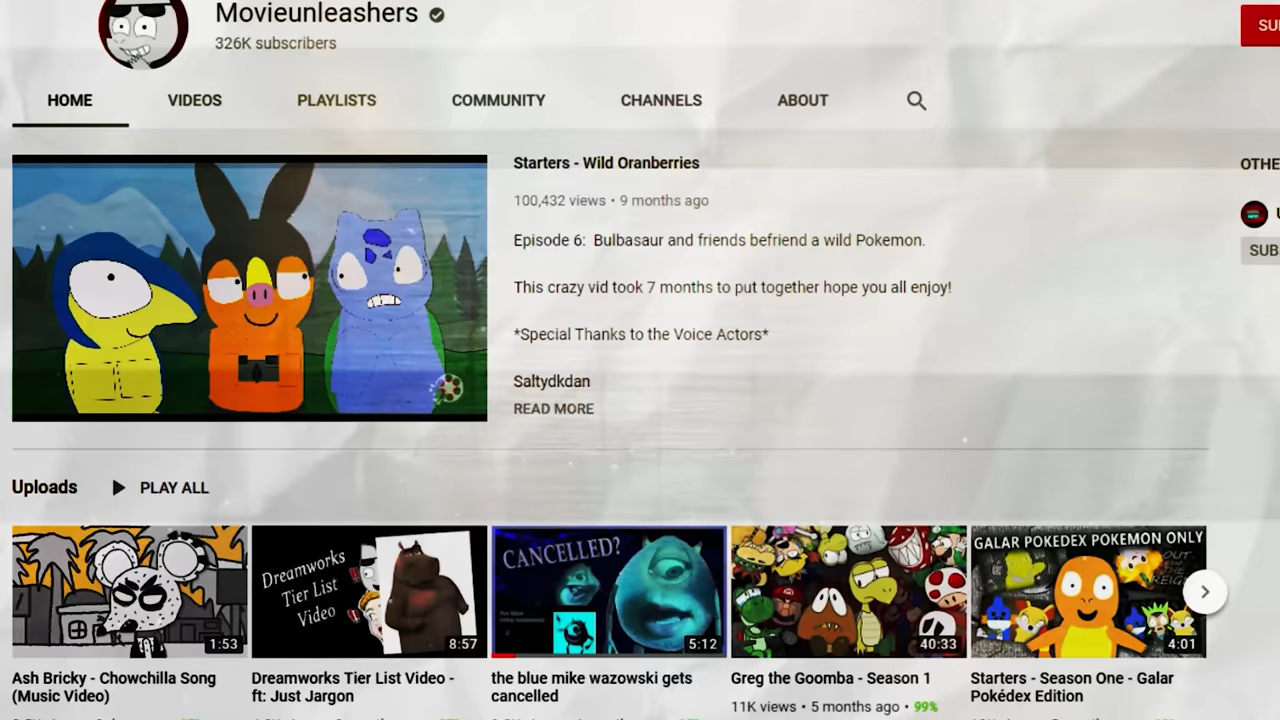 Movieunleashers
326K subscribers
SU
HOME VIDEOS PLAYLISTS COMMUNITY CHANNELS ABOUT
Starters - Wild Oranberries
OTHE
100,432 views • 9 months ago
Episode 6: Bulbasaur and friends befriend a wild Pokemon.
SUB
This crazy vid took 7 months to put together hope you all enjoy!
*Special Thanks to the Voice Actors*
Saltydkdan
READ MORE
Uploads PLAY ALL
Dreamworks
Tier List
Video
CANCELLED?
GALAR POKEDEX POKEMON ONLY
1:53
8:57
5:12
40:33
4:01
Ash Bricky - Chowchilla Song
(Music Video)
Dreamworks Tier List Video -
ft: Just Jargon
the blue mike wazowski gets
cancelled
Greg the Goomba - Season 1
11K views • 5 months ago • 99%
Starters - Season One - Galar
Pokédex Edition